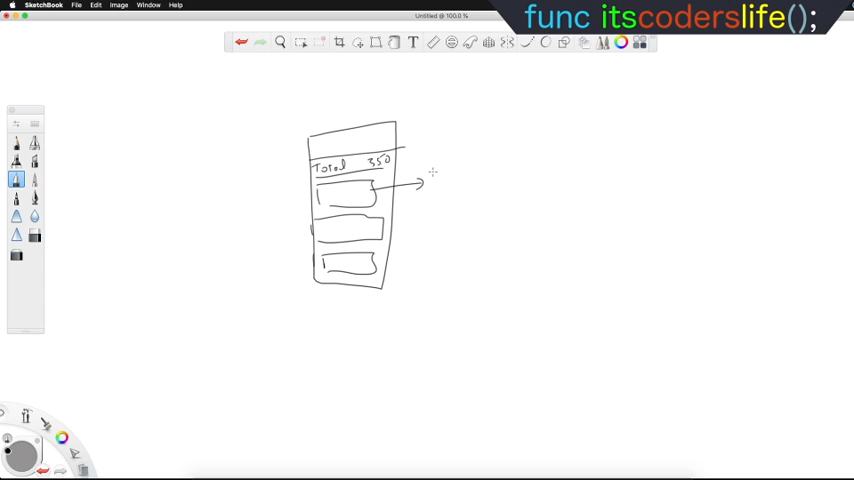 SketchBook File Edit Image Window Help
Untitled @ 100.0 %
func itscoderslife();
T
Total 350